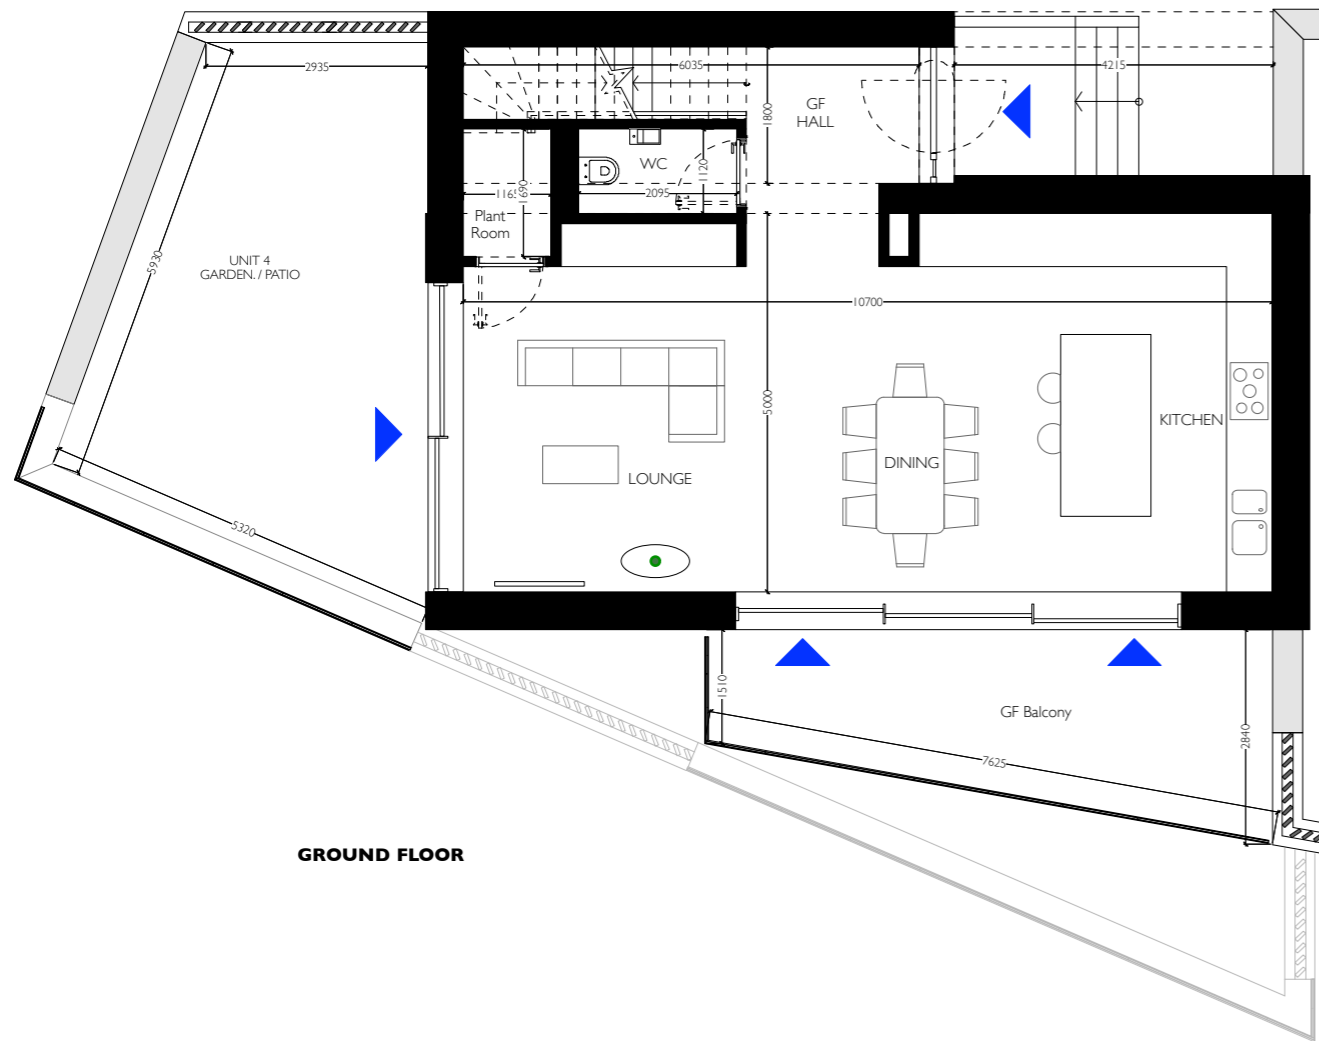 2935
6035
4215
GF
HALL
1800
WC
1120
1690
1165
2095
Plant
Room
UNIT 4
GARDEN. / PATIO
5930
10700
5000
KITCHEN
DINING
LOUNGE
5320
1510
GF Balcony
2840
7625
GROUND FLOOR